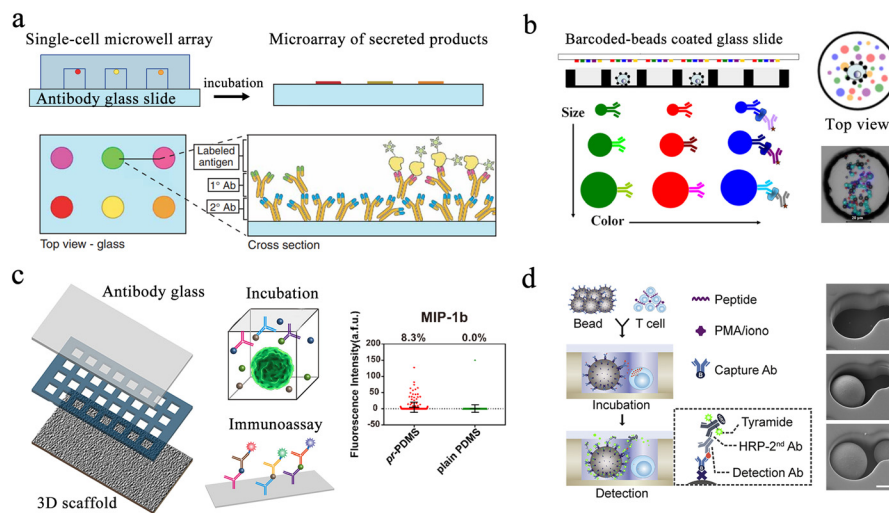 a
Single-cell microwell array
Microarray of secreted products
incubation
Antibody glass slide
Labeled
antigen
1° Ab
2° Ab
Top view - glass
Cross section
b
Barcoded-beads coated glass slide
Size
Color
Top view
c
Antibody glass
3D scaffold
Incubation
Immunoassay
MIP-1b
8.3%
0.0%
Fluorescence Intensity(a.f.u.)
200
150
100
50
0
-50
pr-PDMS
plain PDMS
d
Bead
T cell
Peptide
PMA/iono
Capture Ab
Incubation
Detection
Tyramide
HRP-2nd Ab
Detection Ab